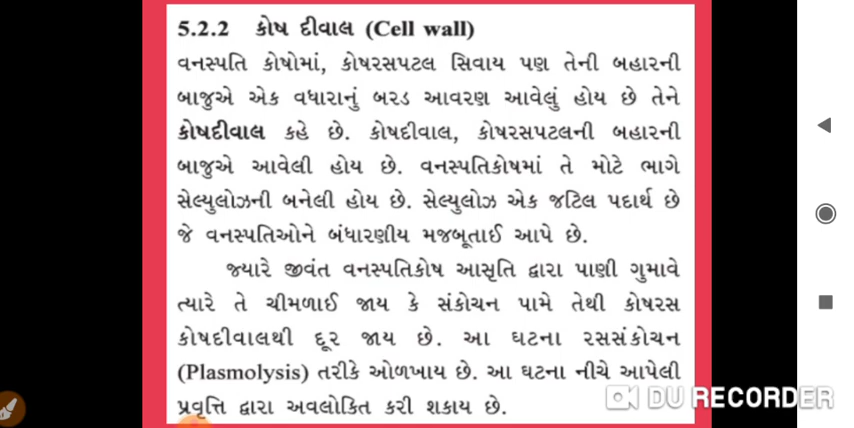 5.2.2 કોષ દીવાલ (Cell wall)
વનસ્પતિ કોષોમાં, કોષરસપટલ સિવાય પણ તેની બહારની
બાજુએ એક વધારાનું બરડ આવરણ આવેલું હોય છે તેને
કોષદીવાલ કહે છે. કોષદીવાલ, કોષરસપટલની બહારની
બાજુએ આવેલી હોય છે. વનસ્પતિકોષમાં તે મોટે ભાગે
સેલ્યુલોઝની બનેલી હોય છે. સેલ્યુલોઝ એક જટિલ પદાર્થ છે
જે વનસ્પતિઓને બંધારણીય મજબૂતાઈ આપે છે.
જ્યારે જીવંત વનસ્પતિકોષ આસૃતિ દ્વારા પાણી ગુમાવે
ત્યારે તે ચીમળાઈ જાય કે સંકોચન પામે તેથી કોષરસ
કોષદીવાલથી દૂર જાય છે. આ ઘટના રસસંકોચન
(Plasmolysis) તરીકે ઓળખાય છે. આ ઘટના નીચે આપેલી
પ્રવૃત્તિ દ્વારા અવલોકિત કરી શકાય છે.
DU RECORDER